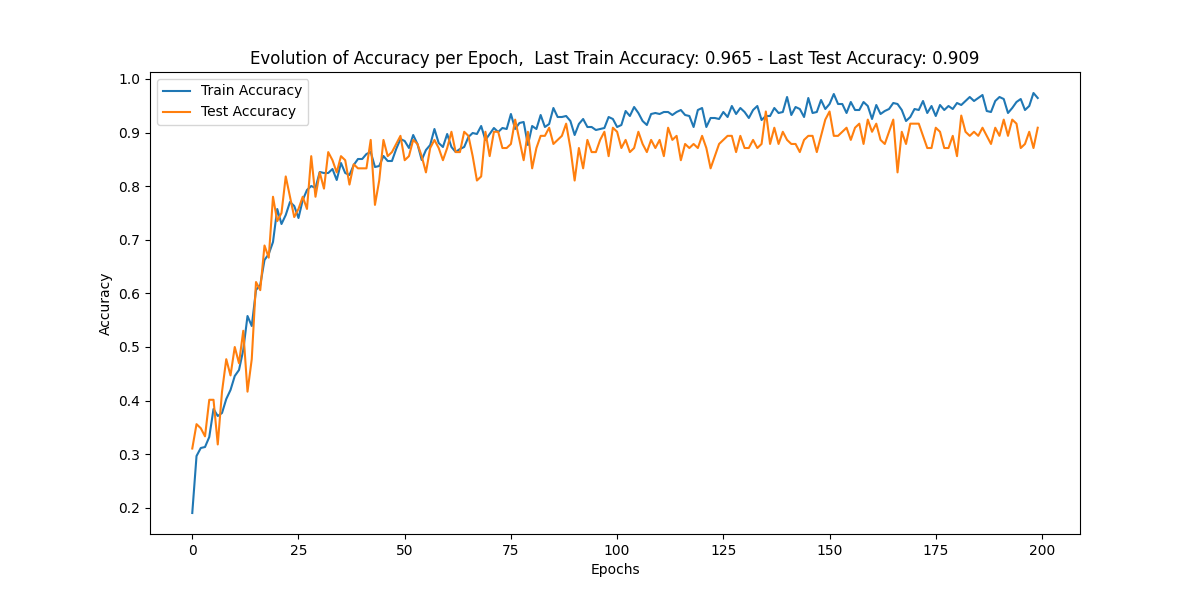 Evolution of Accuracy per Epoch,  Last Train Accuracy: 0.965 - Last Test Accuracy: 0.909
Train Accuracy
Test Accuracy
Accuracy
1.0
0.9
0.8
0.7
0.6
0.5
0.4
0.3
0.2
0 25 50 75 100 125 150 175 200
Epochs